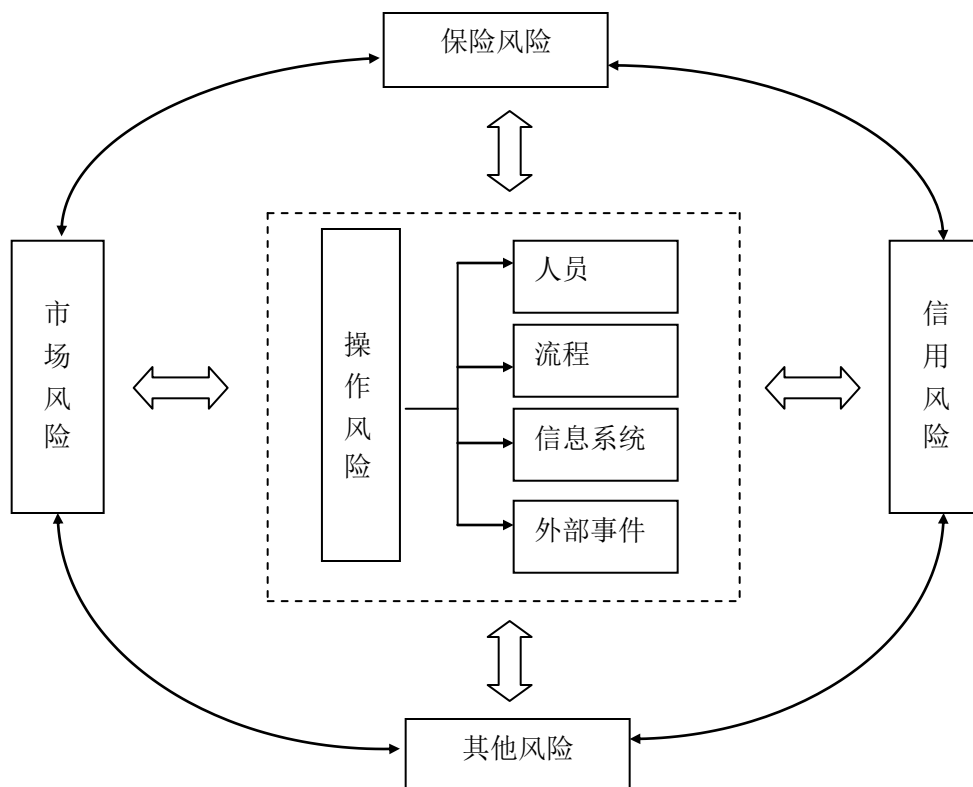 保险风险
市场风险
操作风险
人员
流程
信息系统
外部事件
信用风险
其他风险